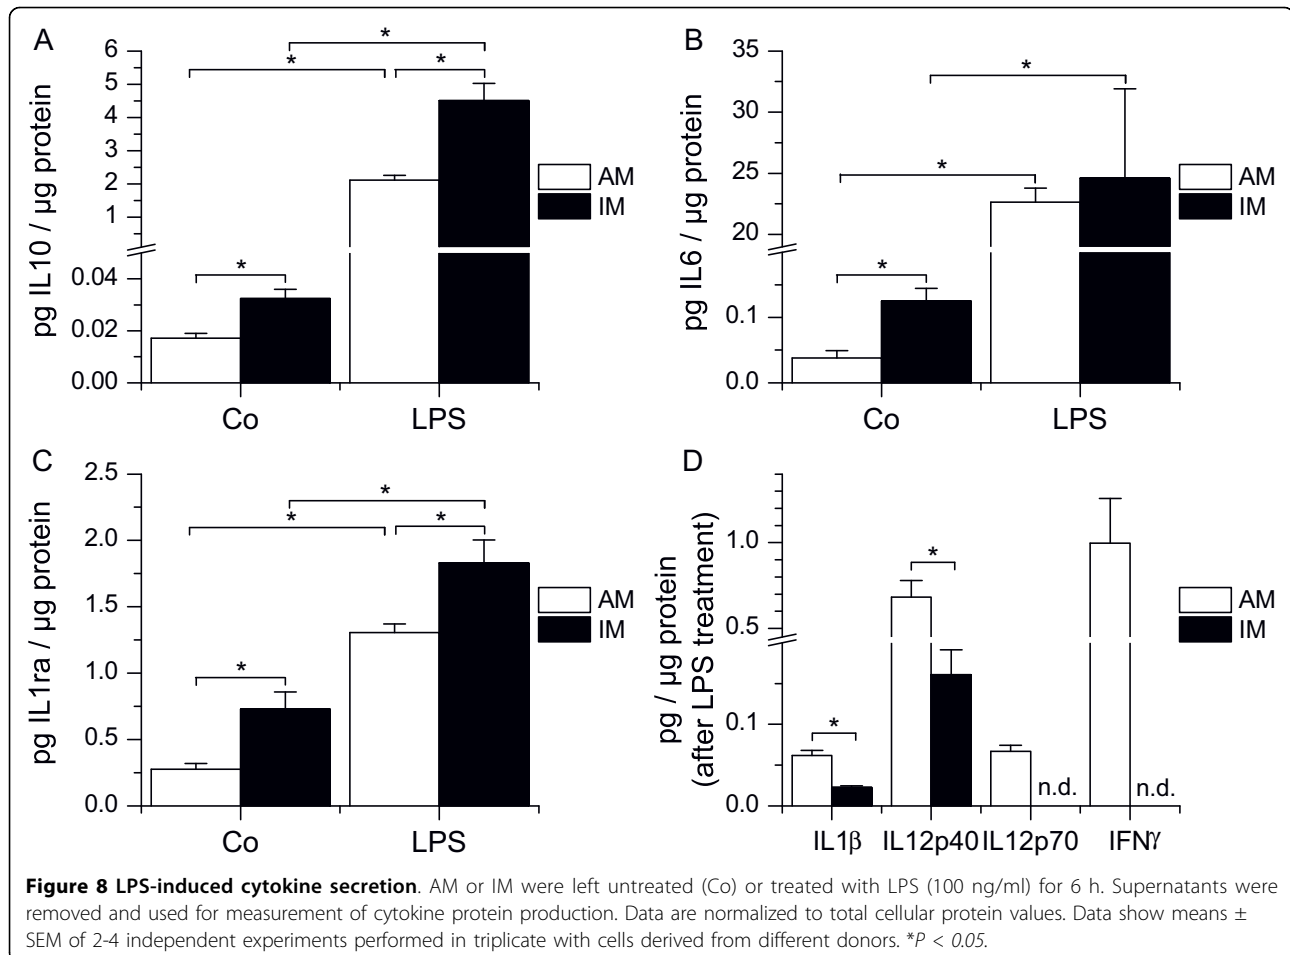 A
pg IL10 / µg protein
6
5
4
3
2
1
0.04
0.02
0.00
* * *
*
Co LPS
AM
IM
B
pg IL6 / µg protein
35
30
25
20
0.1
0.0
*
*
*
Co LPS
AM
IM
C
pg IL1ra / µg protein
2.5
2.0
1.5
1.0
0.5
0.0
*
* *
*
Co LPS
AM
IM
D
pg / µg protein
(after LPS treatment)
1.0
0.5
0.1
0.0
*
*
n.d. n.d.
IL1β IL12p40 IL12p70 IFNγ
AM
IM
Figure 8 LPS-induced cytokine secretion. AM or IM were left untreated (Co) or treated with LPS (100 ng/ml) for 6 h. Supernatants were
removed and used for measurement of cytokine protein production. Data are normalized to total cellular protein values. Data show means ±
SEM of 2-4 independent experiments performed in triplicate with cells derived from different donors. *P < 0.05.